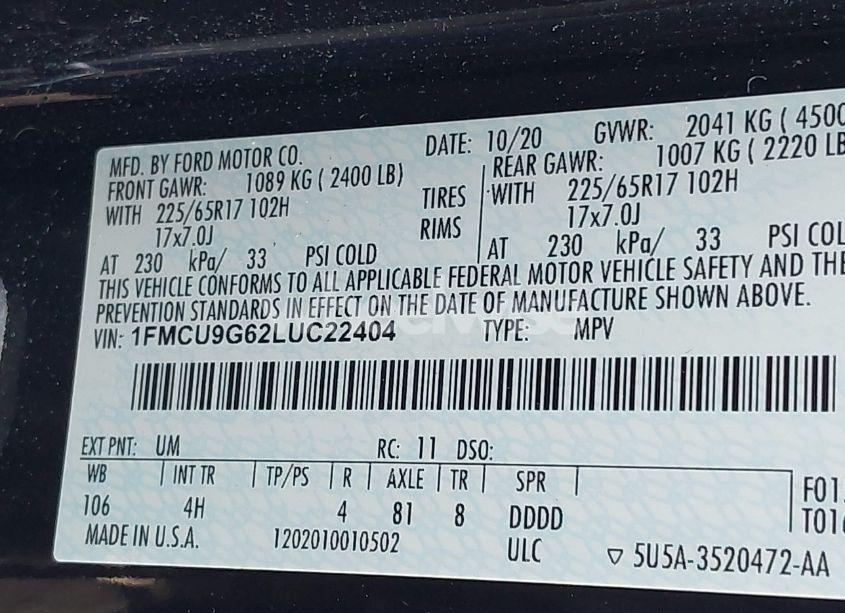 MFD. BY FORD MOTOR CO. DATE: 10/20 GVWR: 2041 KG ( 4500
FRONT GAWR: 1089 KG ( 2400 LB) REAR GAWR: 1007 KG ( 2220 LB
WITH 225/65R17 102H TIRES WITH 225/65R17 102H
17x7.0J RIMS 17x7.0J
AT 230 kPa/ 33 PSI COLD AT 230 kPa/ 33 PSI COL
THIS VEHICLE CONFORMS TO ALL APPLICABLE FEDERAL MOTOR VEHICLE SAFETY AND THE
PREVENTION STANDARDS IN EFFECT ON THE DATE OF MANUFACTURE SHOWN ABOVE.
VIN: 1FMCU9G62LUC22404 TYPE: MPV
EXT PNT: UM RC: 11 DSO:
WB INT TR TP/PS R AXLE TR SPR
106 4H 4 81 8 DDDD
F01
T01
MADE IN U.S.A. 1202010010502 ULC ▽ 5U5A-3520472-AA